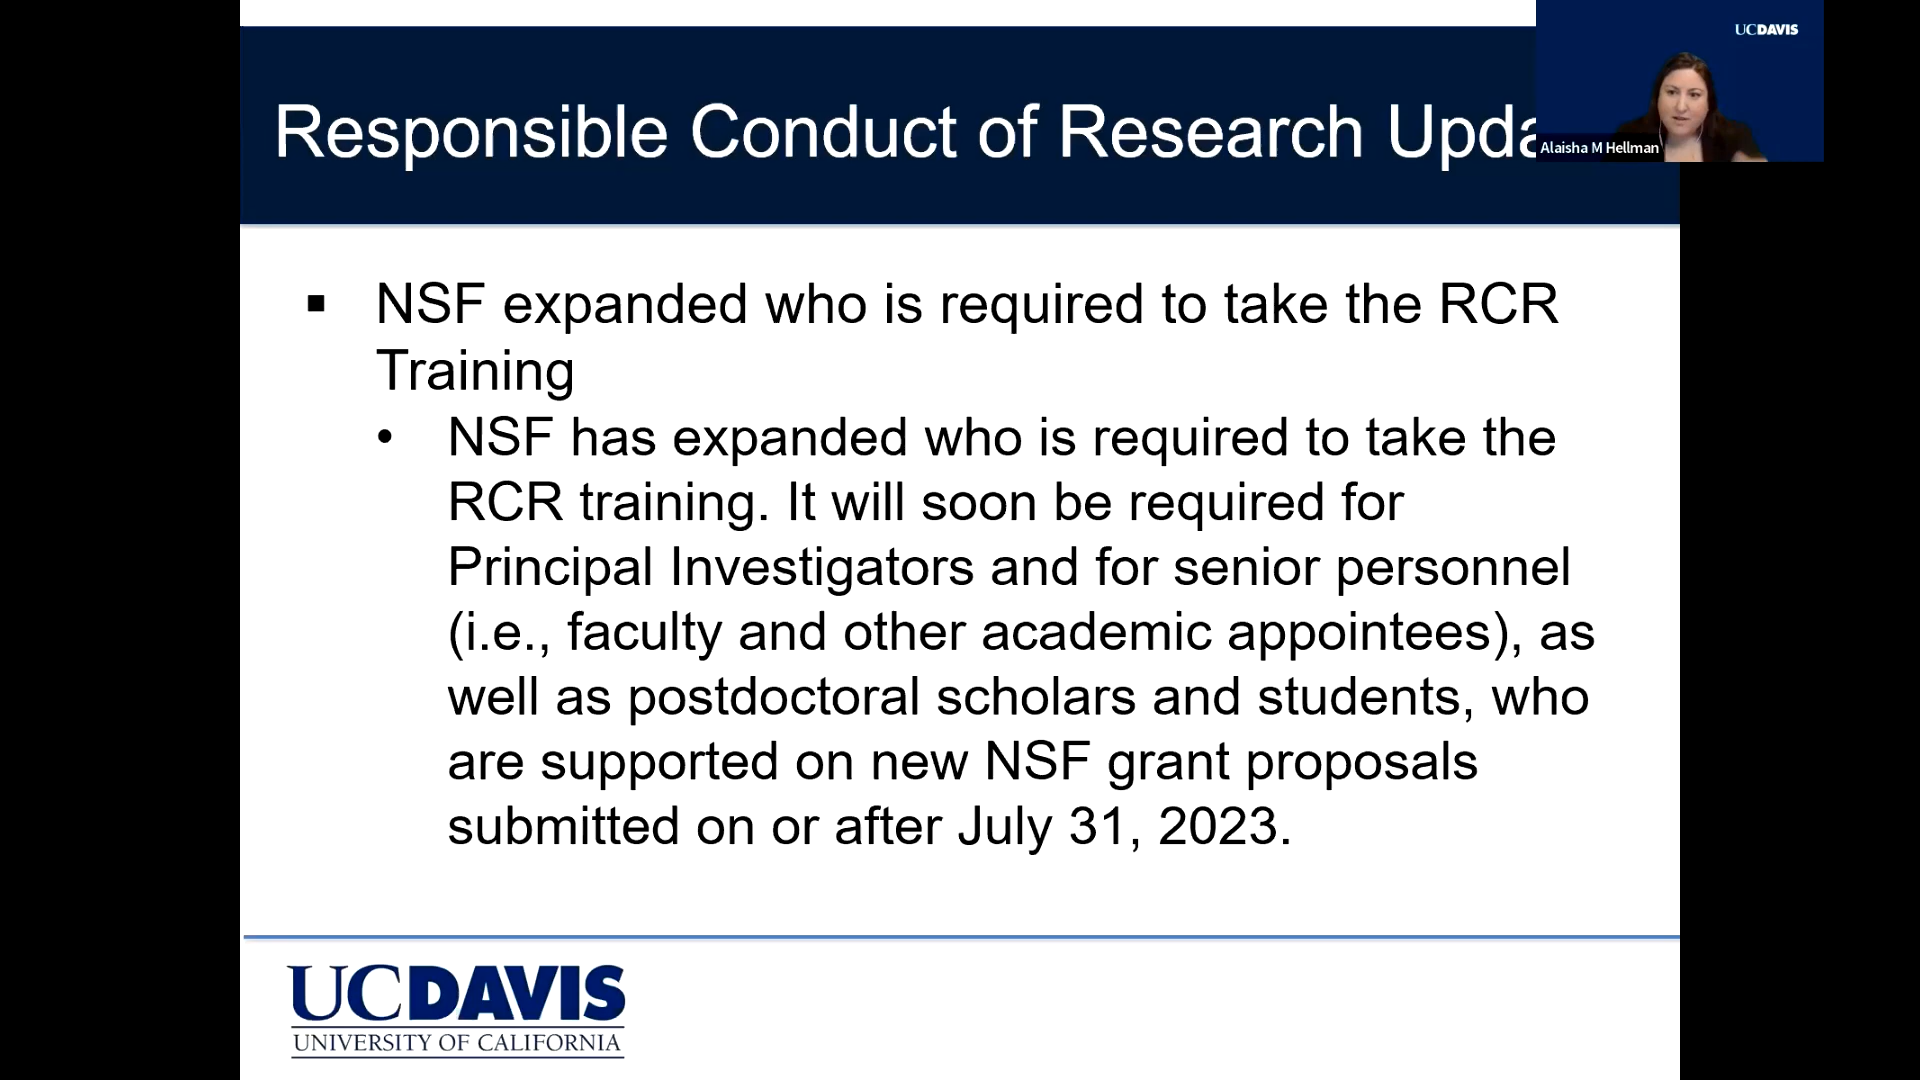 Responsible Conduct of Research Upda
UCDAVIS
Alaisha M Hellman
▪ NSF expanded who is required to take the RCR
Training
• NSF has expanded who is required to take the
RCR training. It will soon be required for
Principal Investigators and for senior personnel
(i.e., faculty and other academic appointees), as
well as postdoctoral scholars and students, who
are supported on new NSF grant proposals
submitted on or after July 31, 2023.
UCDAVIS
UNIVERSITY OF CALIFORNIA